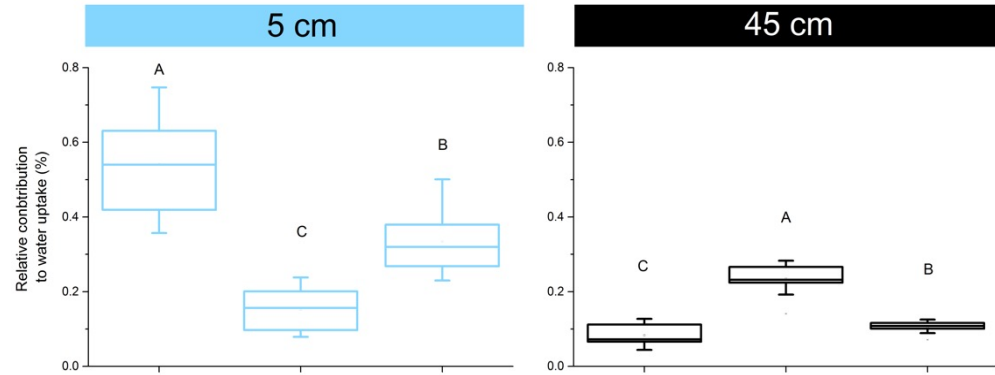 5 cm
45 cm
Relative conbtribution
to water uptake (%)
0.8
0.6
0.4
0.2
0.0
A
C
B
0.8
0.6
0.4
0.2
0.0
C
A
B